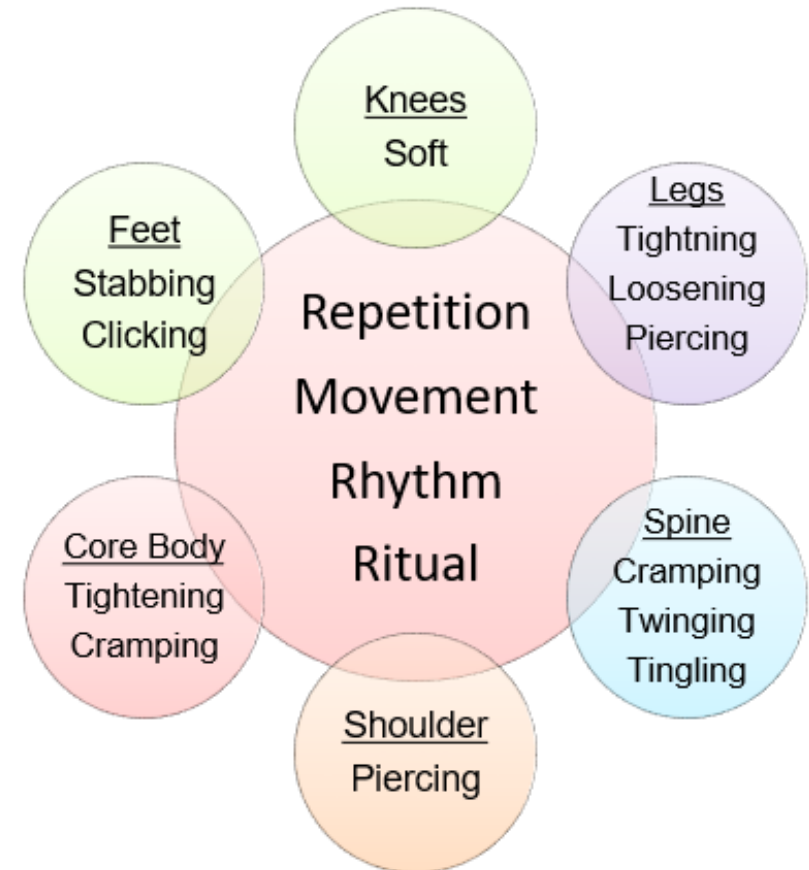 Knees
Soft
Legs
Tightning
Loosening
Piercing
Feet
Stabbing
Clicking
Repetition
Movement
Rhythm
Ritual
Spine
Cramping
Twinging
Tingling
Core Body
Tightening
Cramping
Shoulder
Piercing